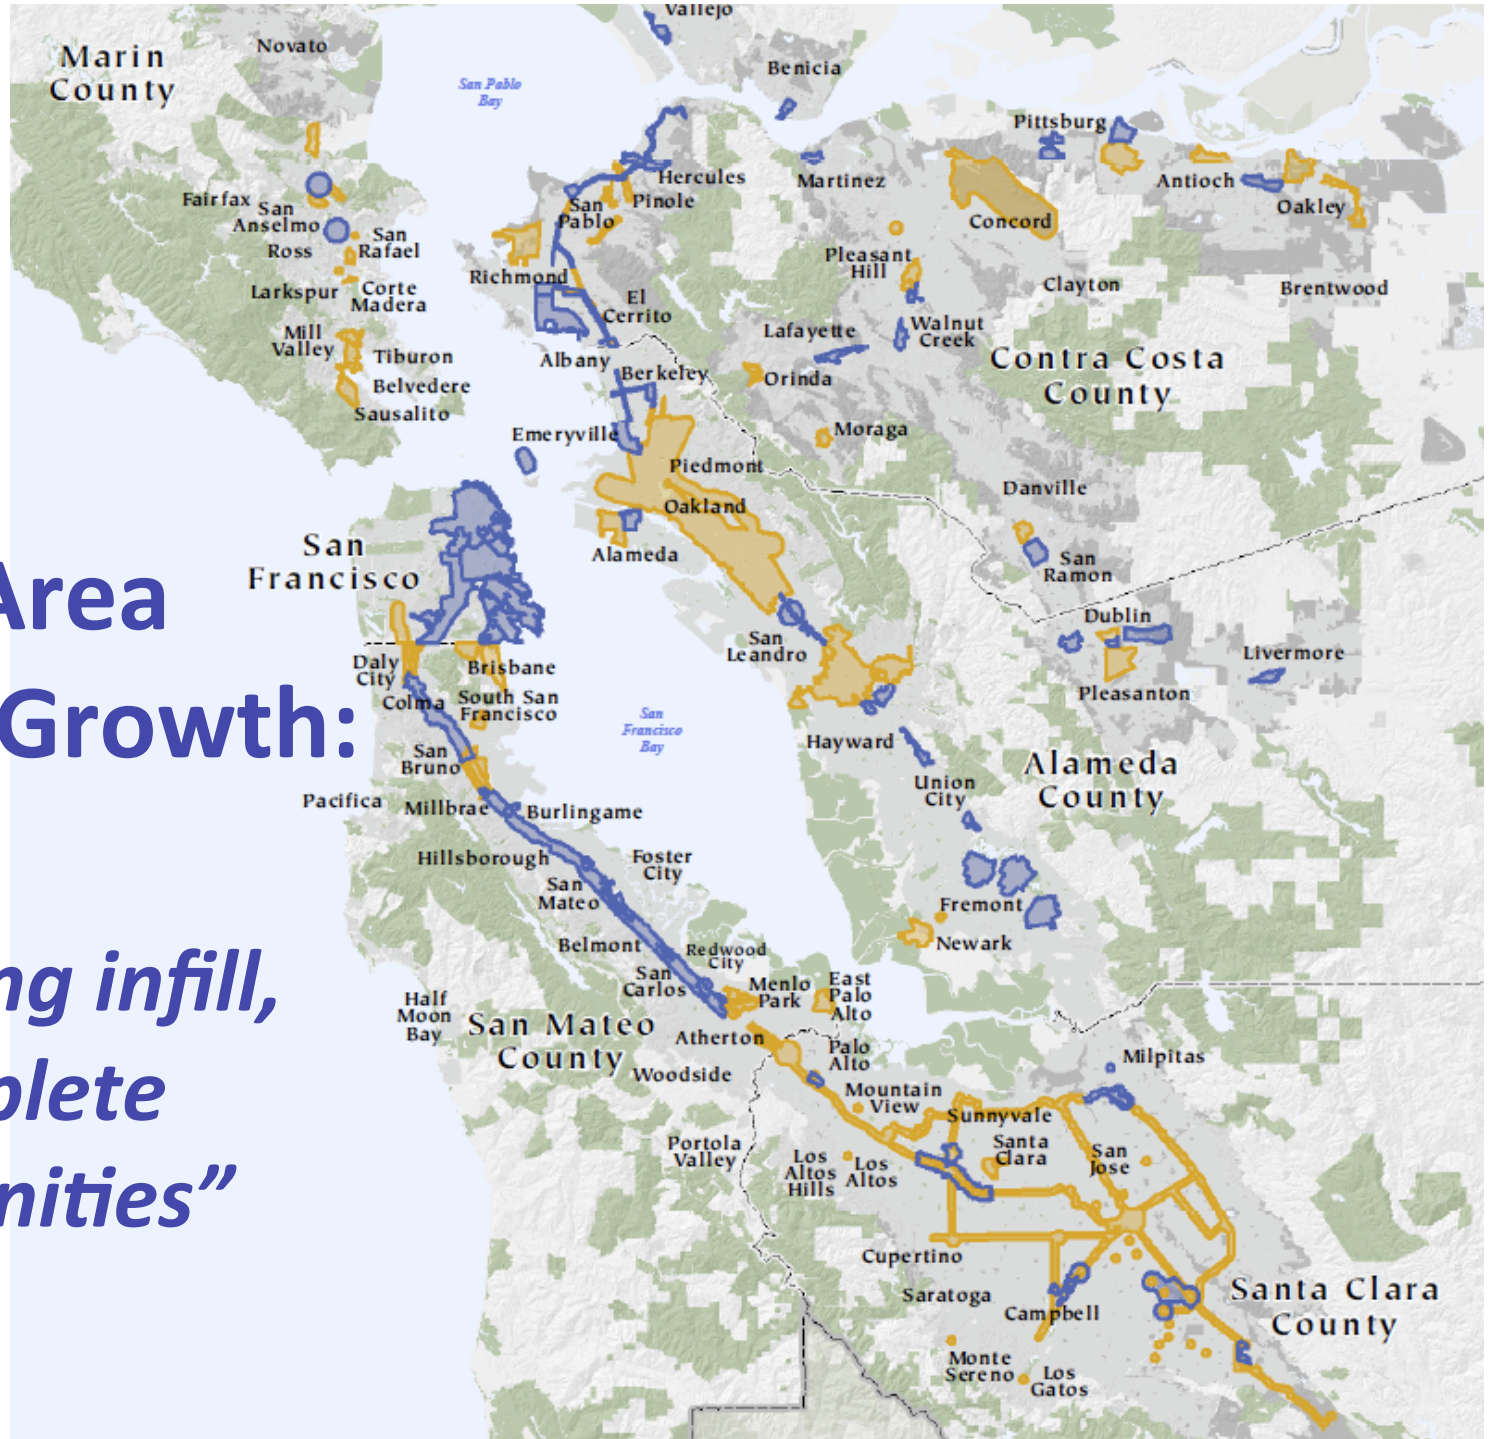 Vallejo
Marin
County
Novato
San Pablo
Bay
Benicia
Pittsburg
Hercules
Martinez
Antioch
Fairfax
San
Anselmo
Pinole
San
Pablo
Concord
Oakley
Ross
San
Rafael
Pleasant
Hill
Richmond
Larkspur
Corte
Madera
El
Cerrito
Clayton
Brentwood
Mill
Valley
Lafayette
Walnut
Creek
Tiburon
Albany
Berkeley
Contra Costa
County
Orinda
Belvedere
Sausalito
Emeryville
Moraga
Piedmont
Danville
Oakland
San
Francisco
Alameda
San
Ramon
Area
Dublin
San
Leandro
Livermore
Daly
City
Brisbane
Pleasanton
Colma
South San
Francisco
Growth:
San
Francisco
Bay
San
Bruno
Hayward
Alameda
County
Union
City
Pacifica
Millbrae
Burlingame
Hillsborough
Foster
City
San
Mateo
Fremont
Belmont
Redwood
City
Newark
ng infill,
San
Carlos
Menlo
Park
East
Palo
Alto
Half
Moon
Bay
San Mateo
County
Atherton
Palo
Alto
Milpitas
Woodside
plete
Mountain
View
Sunnyvale
Portola
Valley
Santa
Clara
San
Jose
Los
Altos
Hills
Los
Altos
nities”
Cupertino
Saratoga
Campbell
Santa Clara
County
Monte
Sereno
Los
Gatos